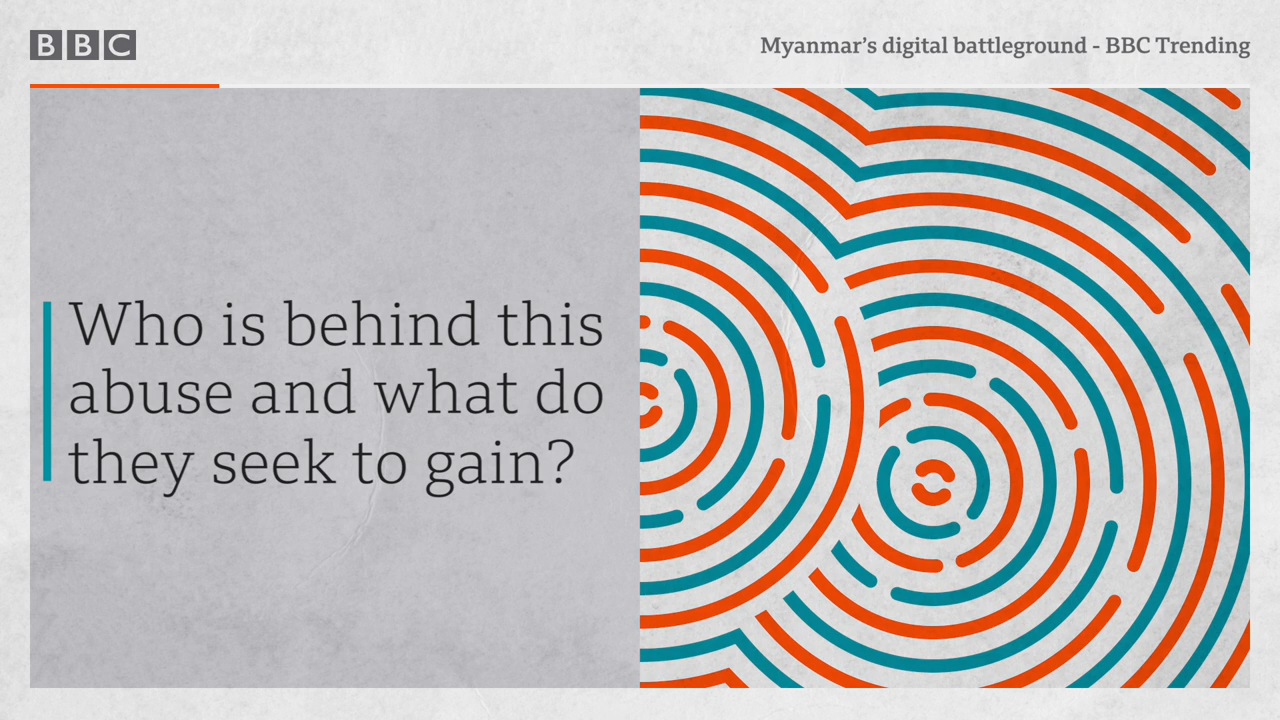 BBC
Myanmar’s digital battleground - BBC Trending
Who is behind this
abuse and what do
they seek to gain?